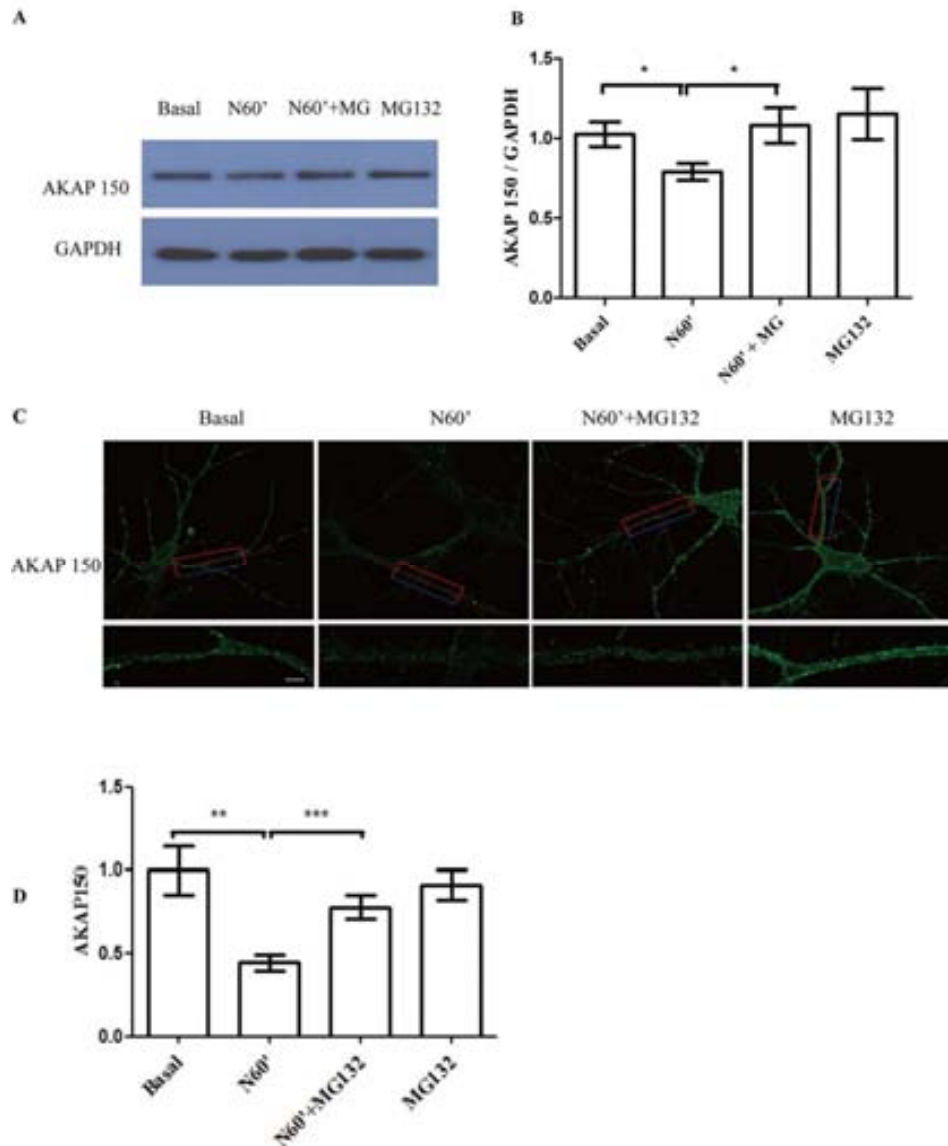 A
Basal N60' N60'+MG MG132
AKAP 150
GAPDH
B
1.5
1.0
0.5
0.0
AKAP 150 / GAPDH
* *
Basal
N60'
N60' + MG
MG132
C
Basal N60' N60'+MG132 MG132
AKAP 150
D
1.5
1.0
0.5
0.0
AKAP150
** ***
Basal
N60'
N60'+MG132
MG132